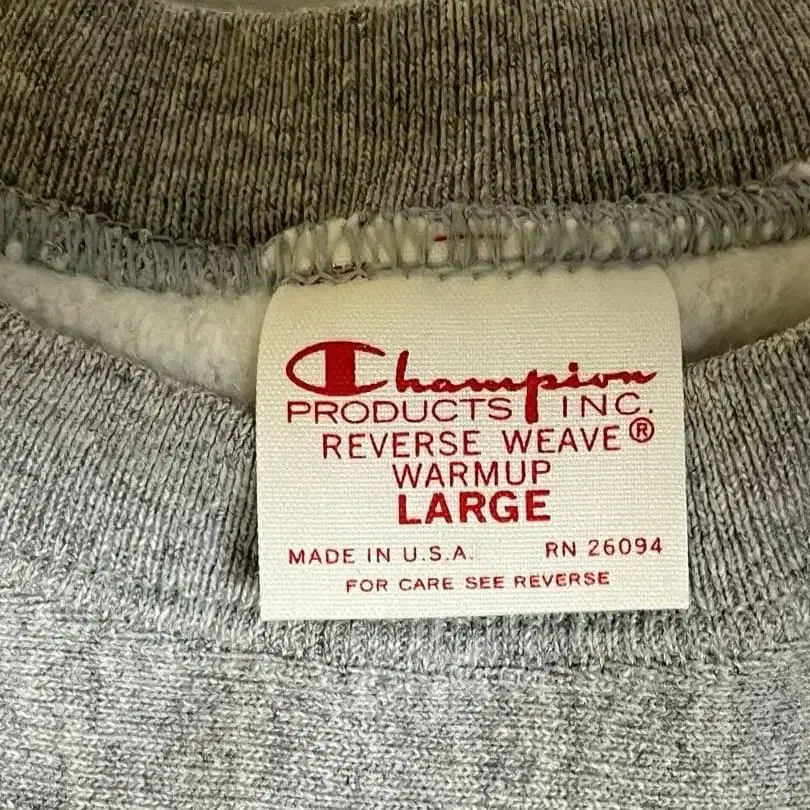 Champion
PRODUCTS INC.
REVERSE WEAVE®
WARMUP
LARGE
MADE IN U.S.A. RN 26094
FOR CARE SEE REVERSE